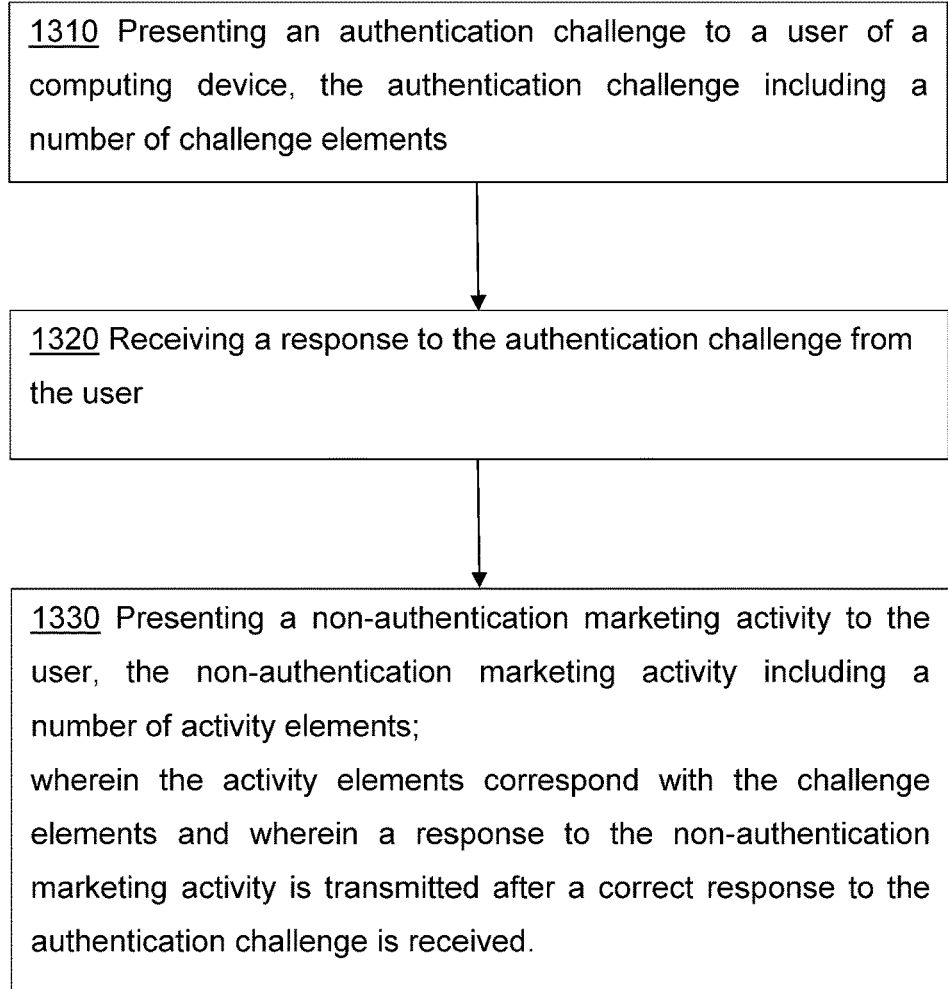 1310 Presenting an authentication challenge to a user of a
computing device, the authentication challenge including a
number of challenge elements
1320 Receiving a response to the authentication challenge from
the user
1330 Presenting a non-authentication marketing activity to the
user, the non-authentication marketing activity including a
number of activity elements;
wherein the activity elements correspond with the challenge
elements and wherein a response to the non-authentication
marketing activity is transmitted after a correct response to the
authentication challenge is received.